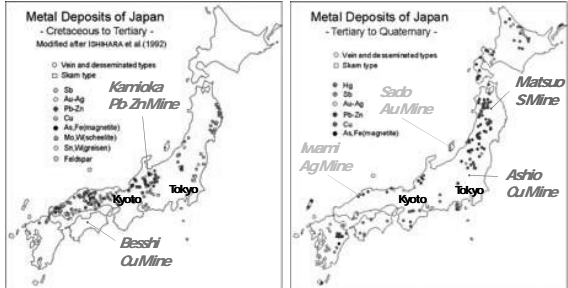 Metal Deposits of Japan
- Cretaceous to Tertiary -
Modified after ISHIHARA et al.(1992)
Vein and desseminated types
Skarn type
Sb
Au-Ag
Pb-Zn
Cu
As,Fe(magnetite)
Mo,W(scheelite)
Sn,W(greisen)
Feldspar
Kamioka
Pb-Zn Mine
Kyoto
Tokyo
Besshi
Cu Mine
Metal Deposits of Japan
- Tertiary to Quaternary -
Vein and desseminated types
Skarn type
Hg
Sb
Au-Ag
Pb-Zn
Cu
As,Fe(magnetite)
Sado
Au Mine
Matsuo
S Mine
Iwami
Ag Mine
Kyoto
Tokyo
Ashio
Cu Mine